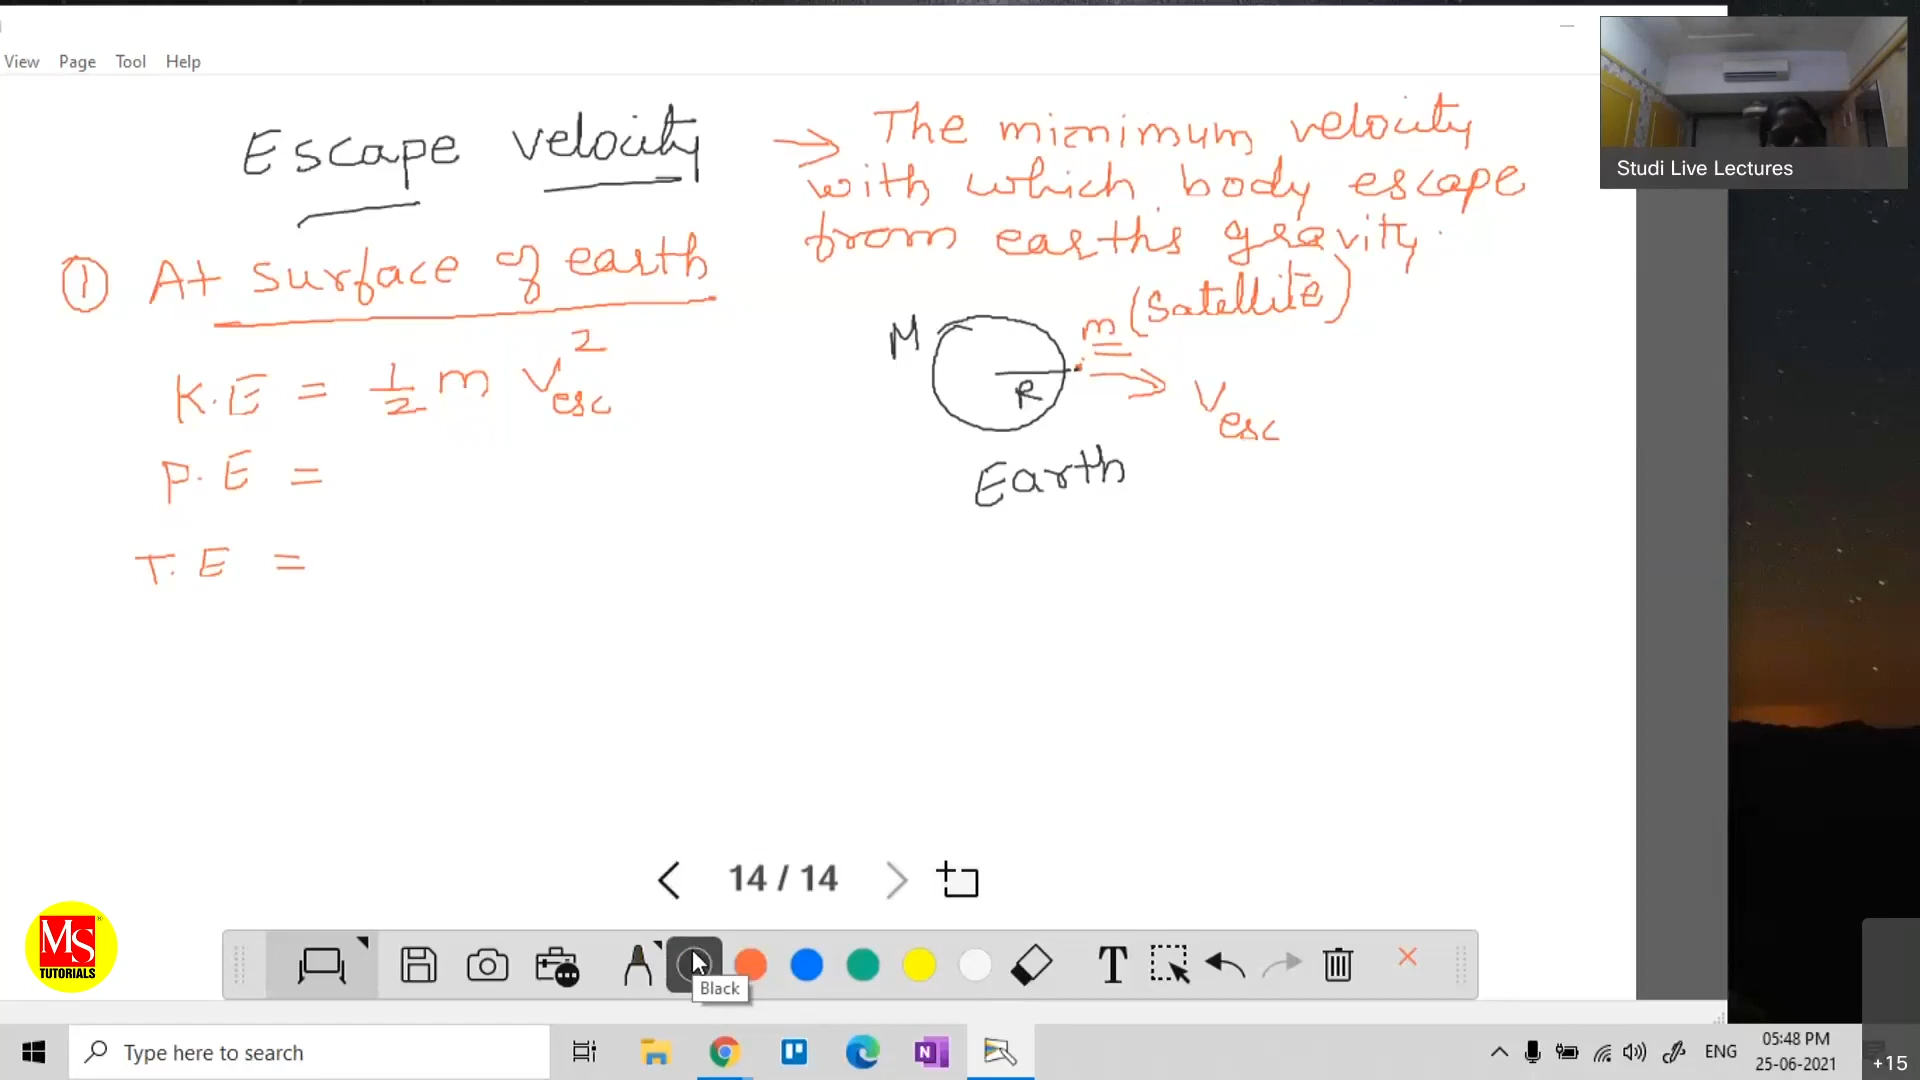 View Page Tool Help
Studi Live Lectures
Escape velocity → The minimum velocity
with which body escape
from earth's gravity.
① At surface of earth
m (Satellite)
M
R
V esc
Earth
K.E = 1/2 m V²esc
P.E =
T.E =
14 / 14
MS
TUTORIALS
T
Black
Type here to search
N
ENG
05:48 PM
25-06-2021
+15